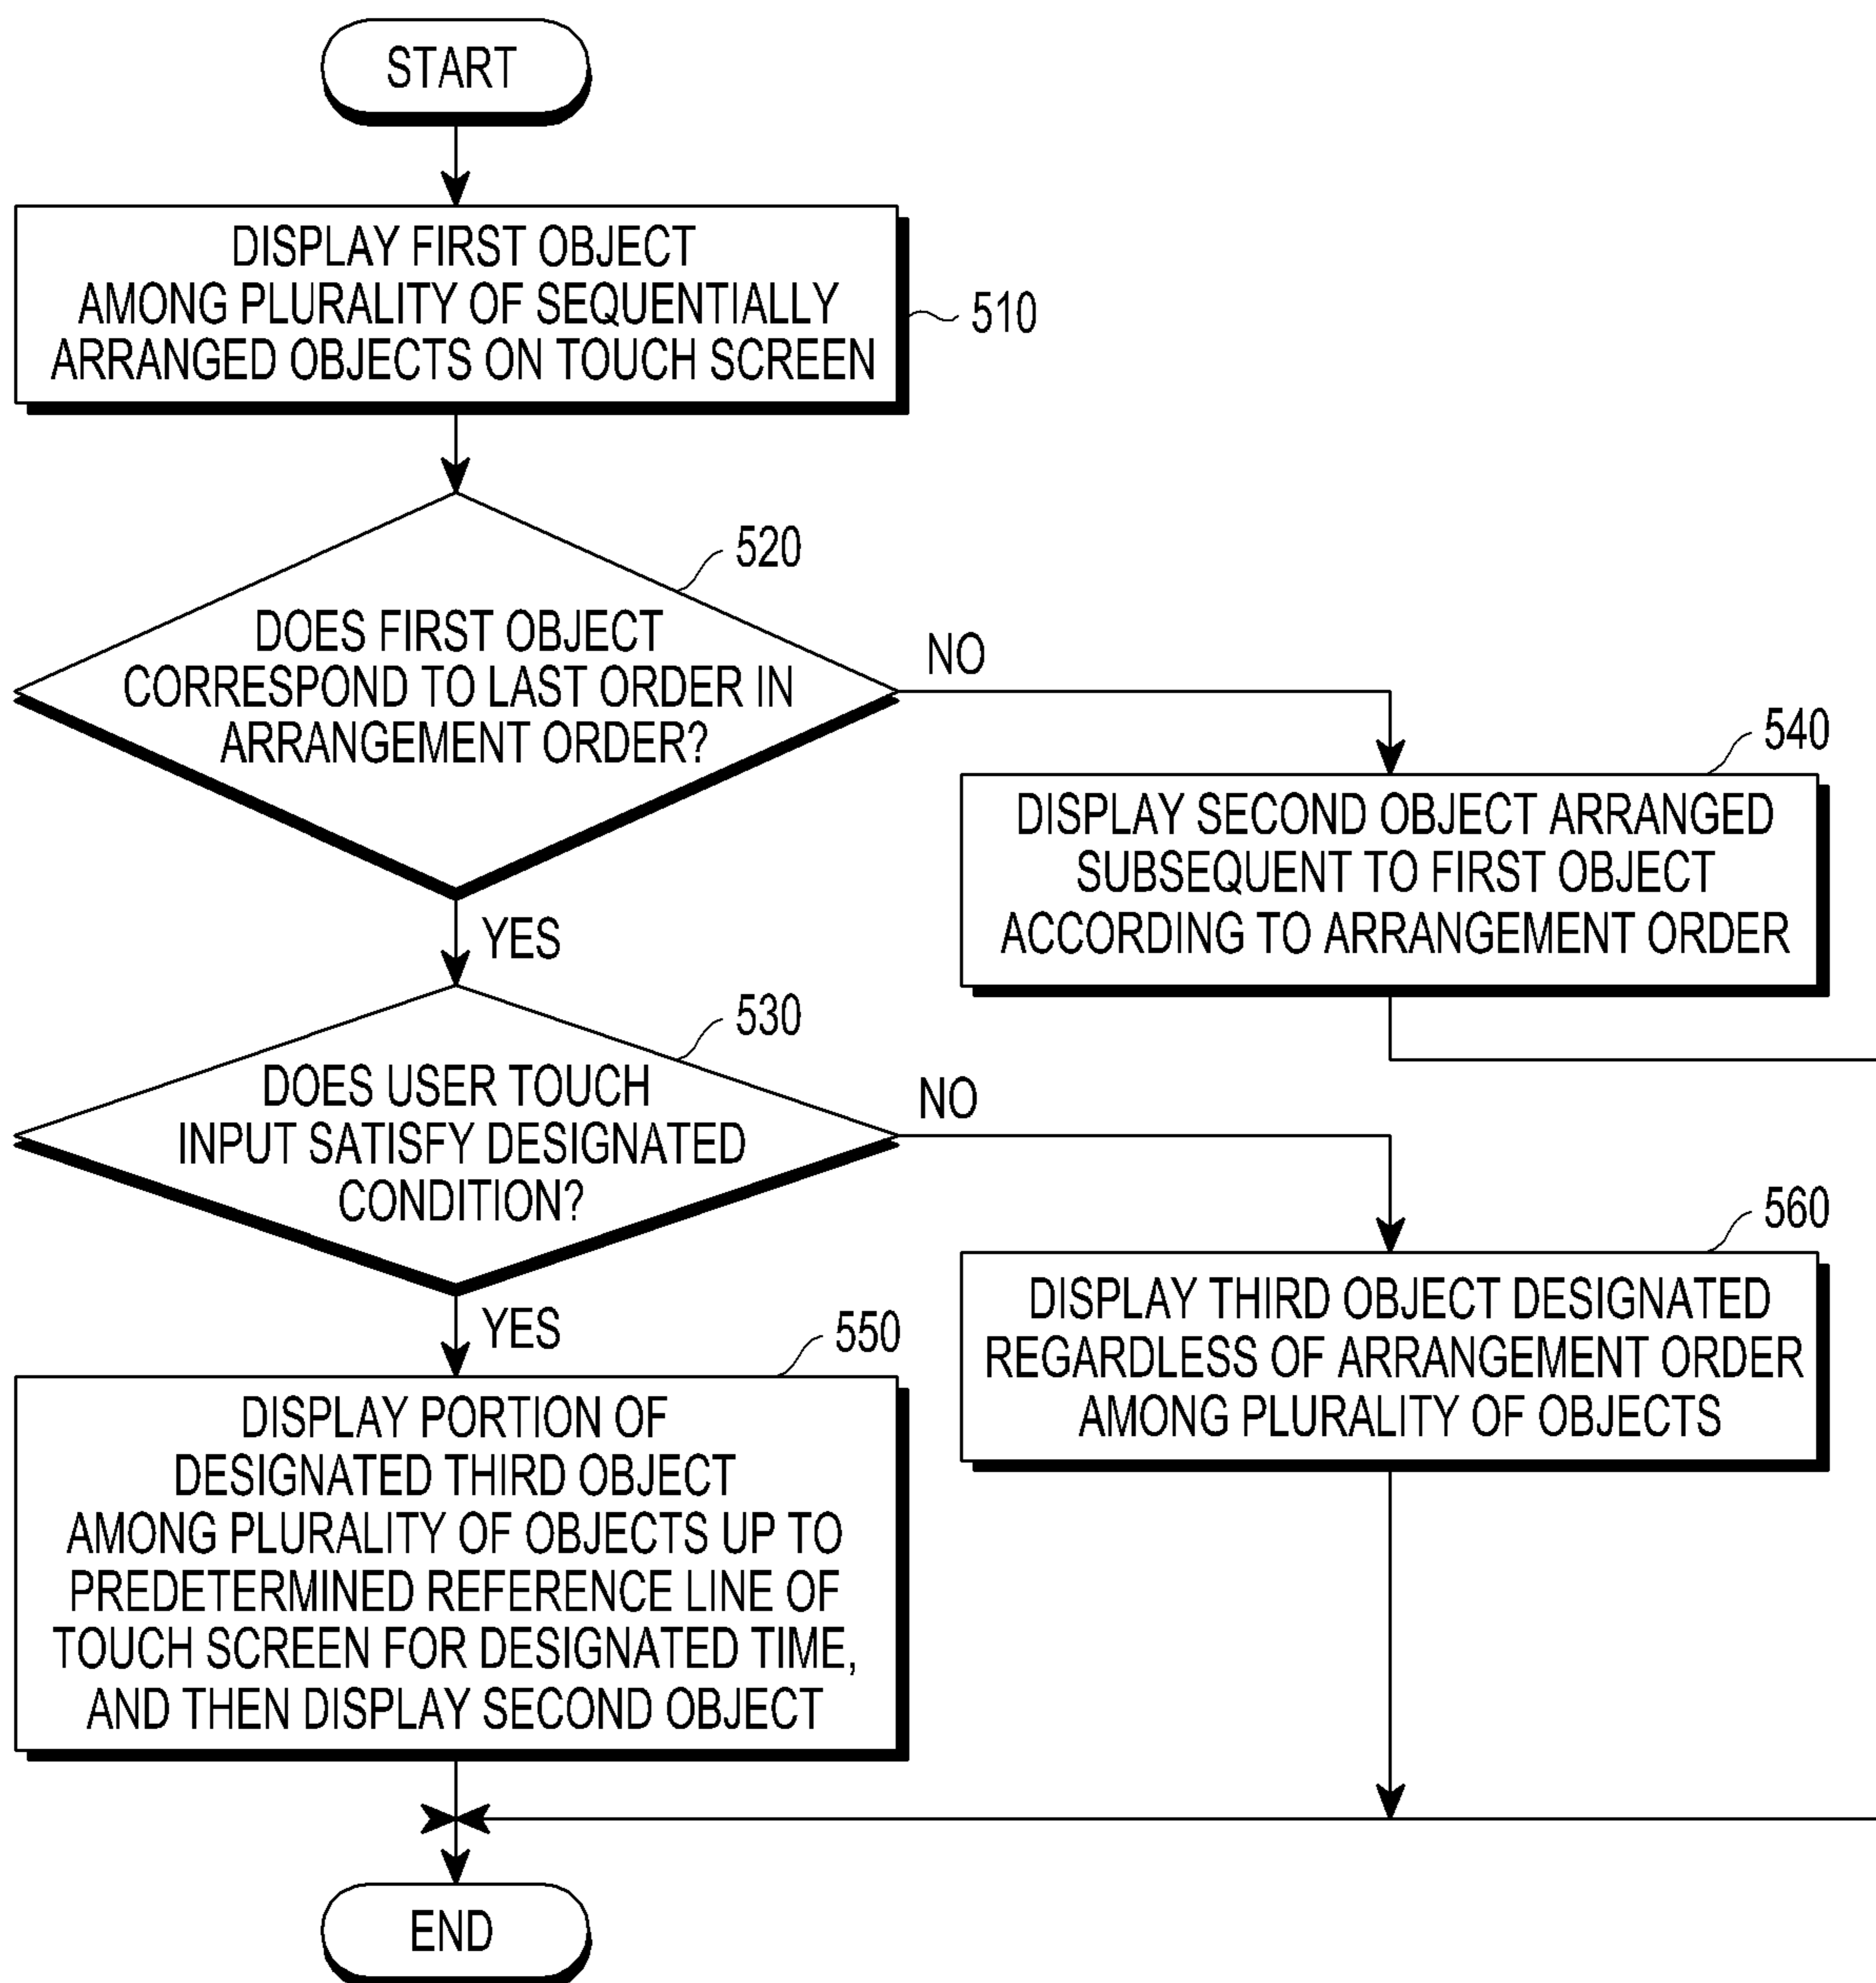 START
DISPLAY FIRST OBJECT
AMONG PLURALITY OF SEQUENTIALLY
ARRANGED OBJECTS ON TOUCH SCREEN
510
520
DOES FIRST OBJECT
CORRESPOND TO LAST ORDER IN
ARRANGEMENT ORDER?
NO
540
DISPLAY SECOND OBJECT ARRANGED
SUBSEQUENT TO FIRST OBJECT
ACCORDING TO ARRANGEMENT ORDER
YES
530
DOES USER TOUCH
INPUT SATISFY DESIGNATED
CONDITION?
NO
560
DISPLAY THIRD OBJECT DESIGNATED
REGARDLESS OF ARRANGEMENT ORDER
AMONG PLURALITY OF OBJECTS
YES
550
DISPLAY PORTION OF
DESIGNATED THIRD OBJECT
AMONG PLURALITY OF OBJECTS UP TO
PREDETERMINED REFERENCE LINE OF
TOUCH SCREEN FOR DESIGNATED TIME,
AND THEN DISPLAY SECOND OBJECT
END